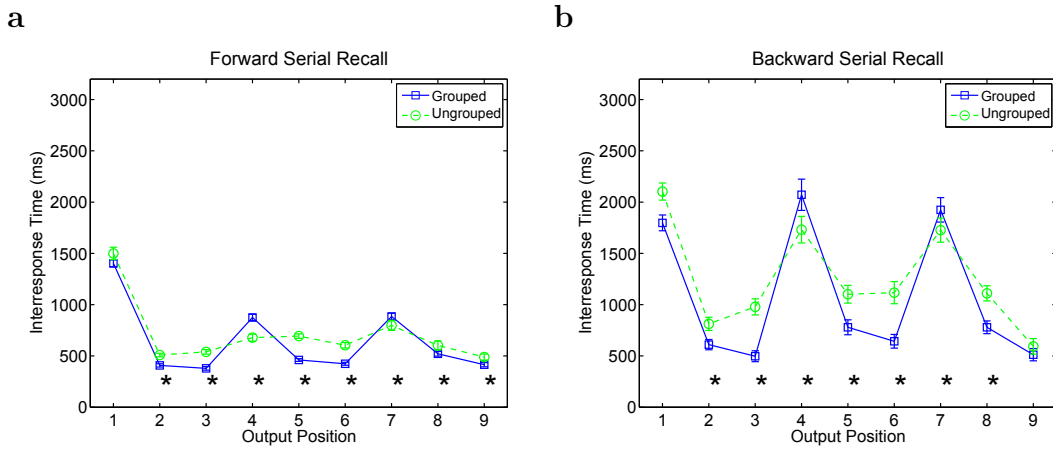 a
Forward Serial Recall
3000
2500
2000
1500
1000
500
0
Interresponse Time (ms)
Grouped
Ungrouped
* * * * * * * *
1 2 3 4 5 6 7 8 9
Output Position
b
Backward Serial Recall
3000
2500
2000
1500
1000
500
0
Interresponse Time (ms)
Grouped
Ungrouped
* * * * * * *
1 2 3 4 5 6 7 8 9
Output Position